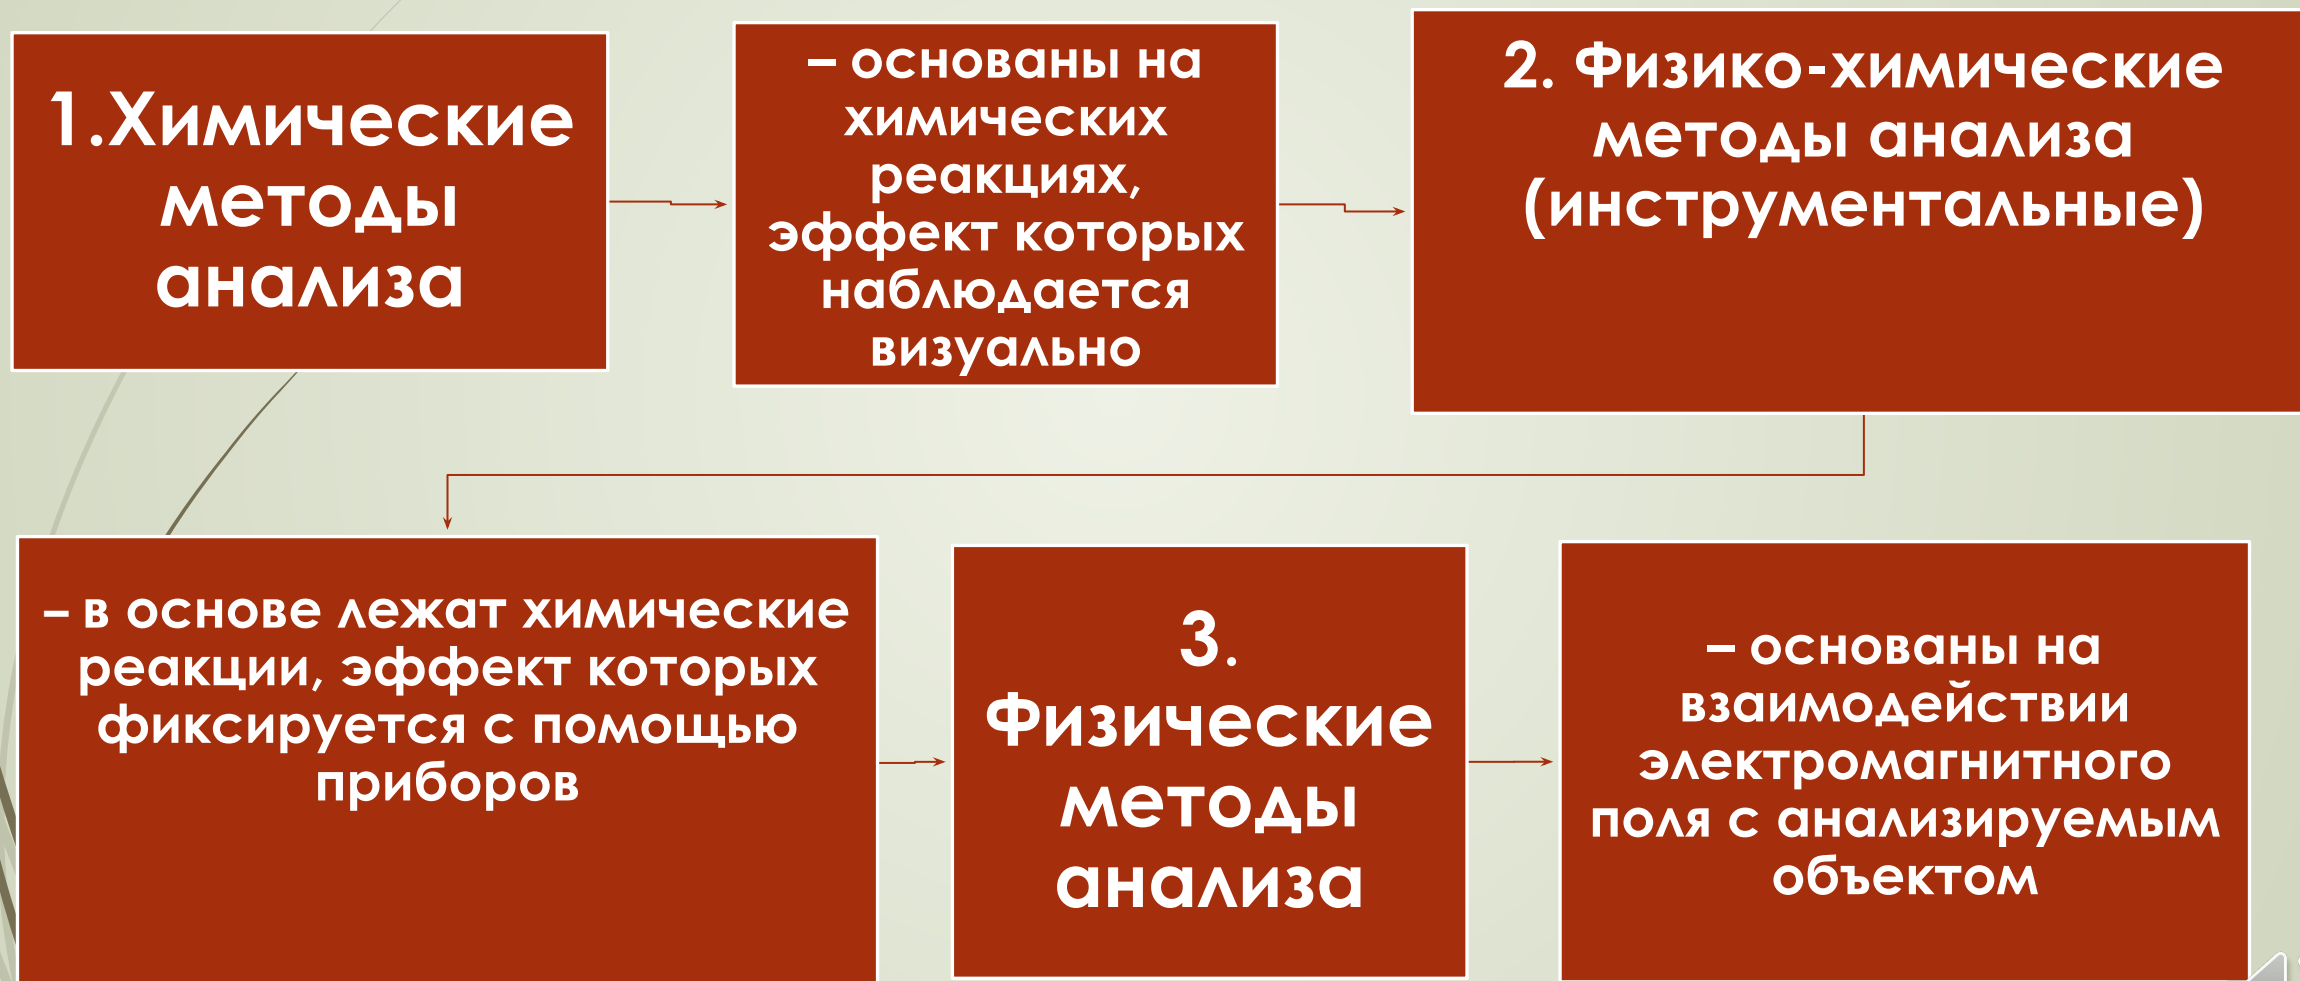 1.Химические
методы
анализа
– основаны на
химических
реакциях,
эффект которых
наблюдается
визуально
2. Физико-химические
методы анализа
(инструментальные)
– в основе лежат химические
реакции, эффект которых
фиксируется с помощью
приборов
3.
Физические
методы
анализа
– основаны на
взаимодействии
электромагнитного
поля с анализируемым
объектом